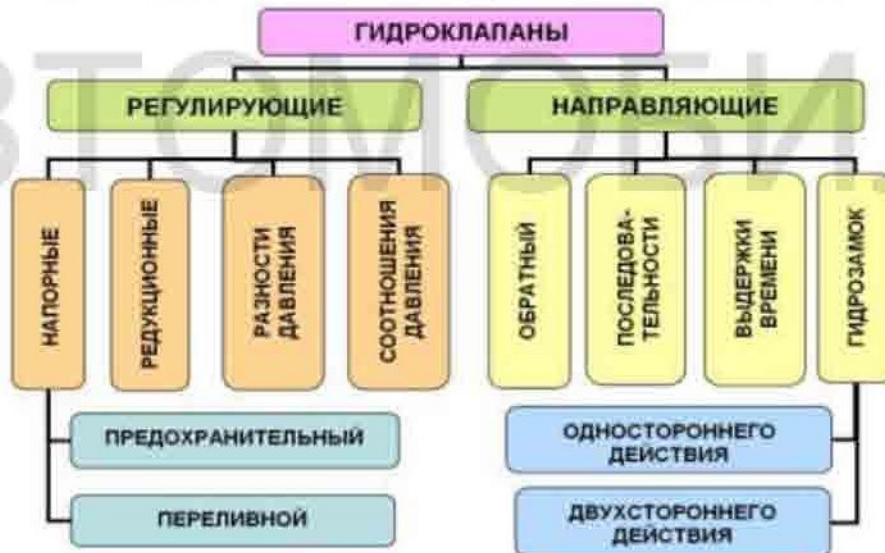 ГИДРОКЛАПАНЫ
РЕГУЛИРУЮЩИЕ
НАПРАВЛЯЮЩИЕ
НАПОРНЫЕ
РЕДУКЦИОННЫЕ
РАЗНОСТИ
ДАВЛЕНИЯ
СООТНОШЕНИЯ
ДАВЛЕНИЯ
ОБРАТНЫЙ
ПОСЛЕДОВА-
ТЕЛЬНОСТИ
ВЫДЕРЖКИ
ВРЕМЕНИ
ГИДРОЗАМОК
ПРЕДОХРАНИТЕЛЬНЫЙ
ПЕРЕЛИВНОЙ
ОДНОСТОРОННЕГО
ДЕЙСТВИЯ
ДВУХСТОРОННЕГО
ДЕЙСТВИЯ